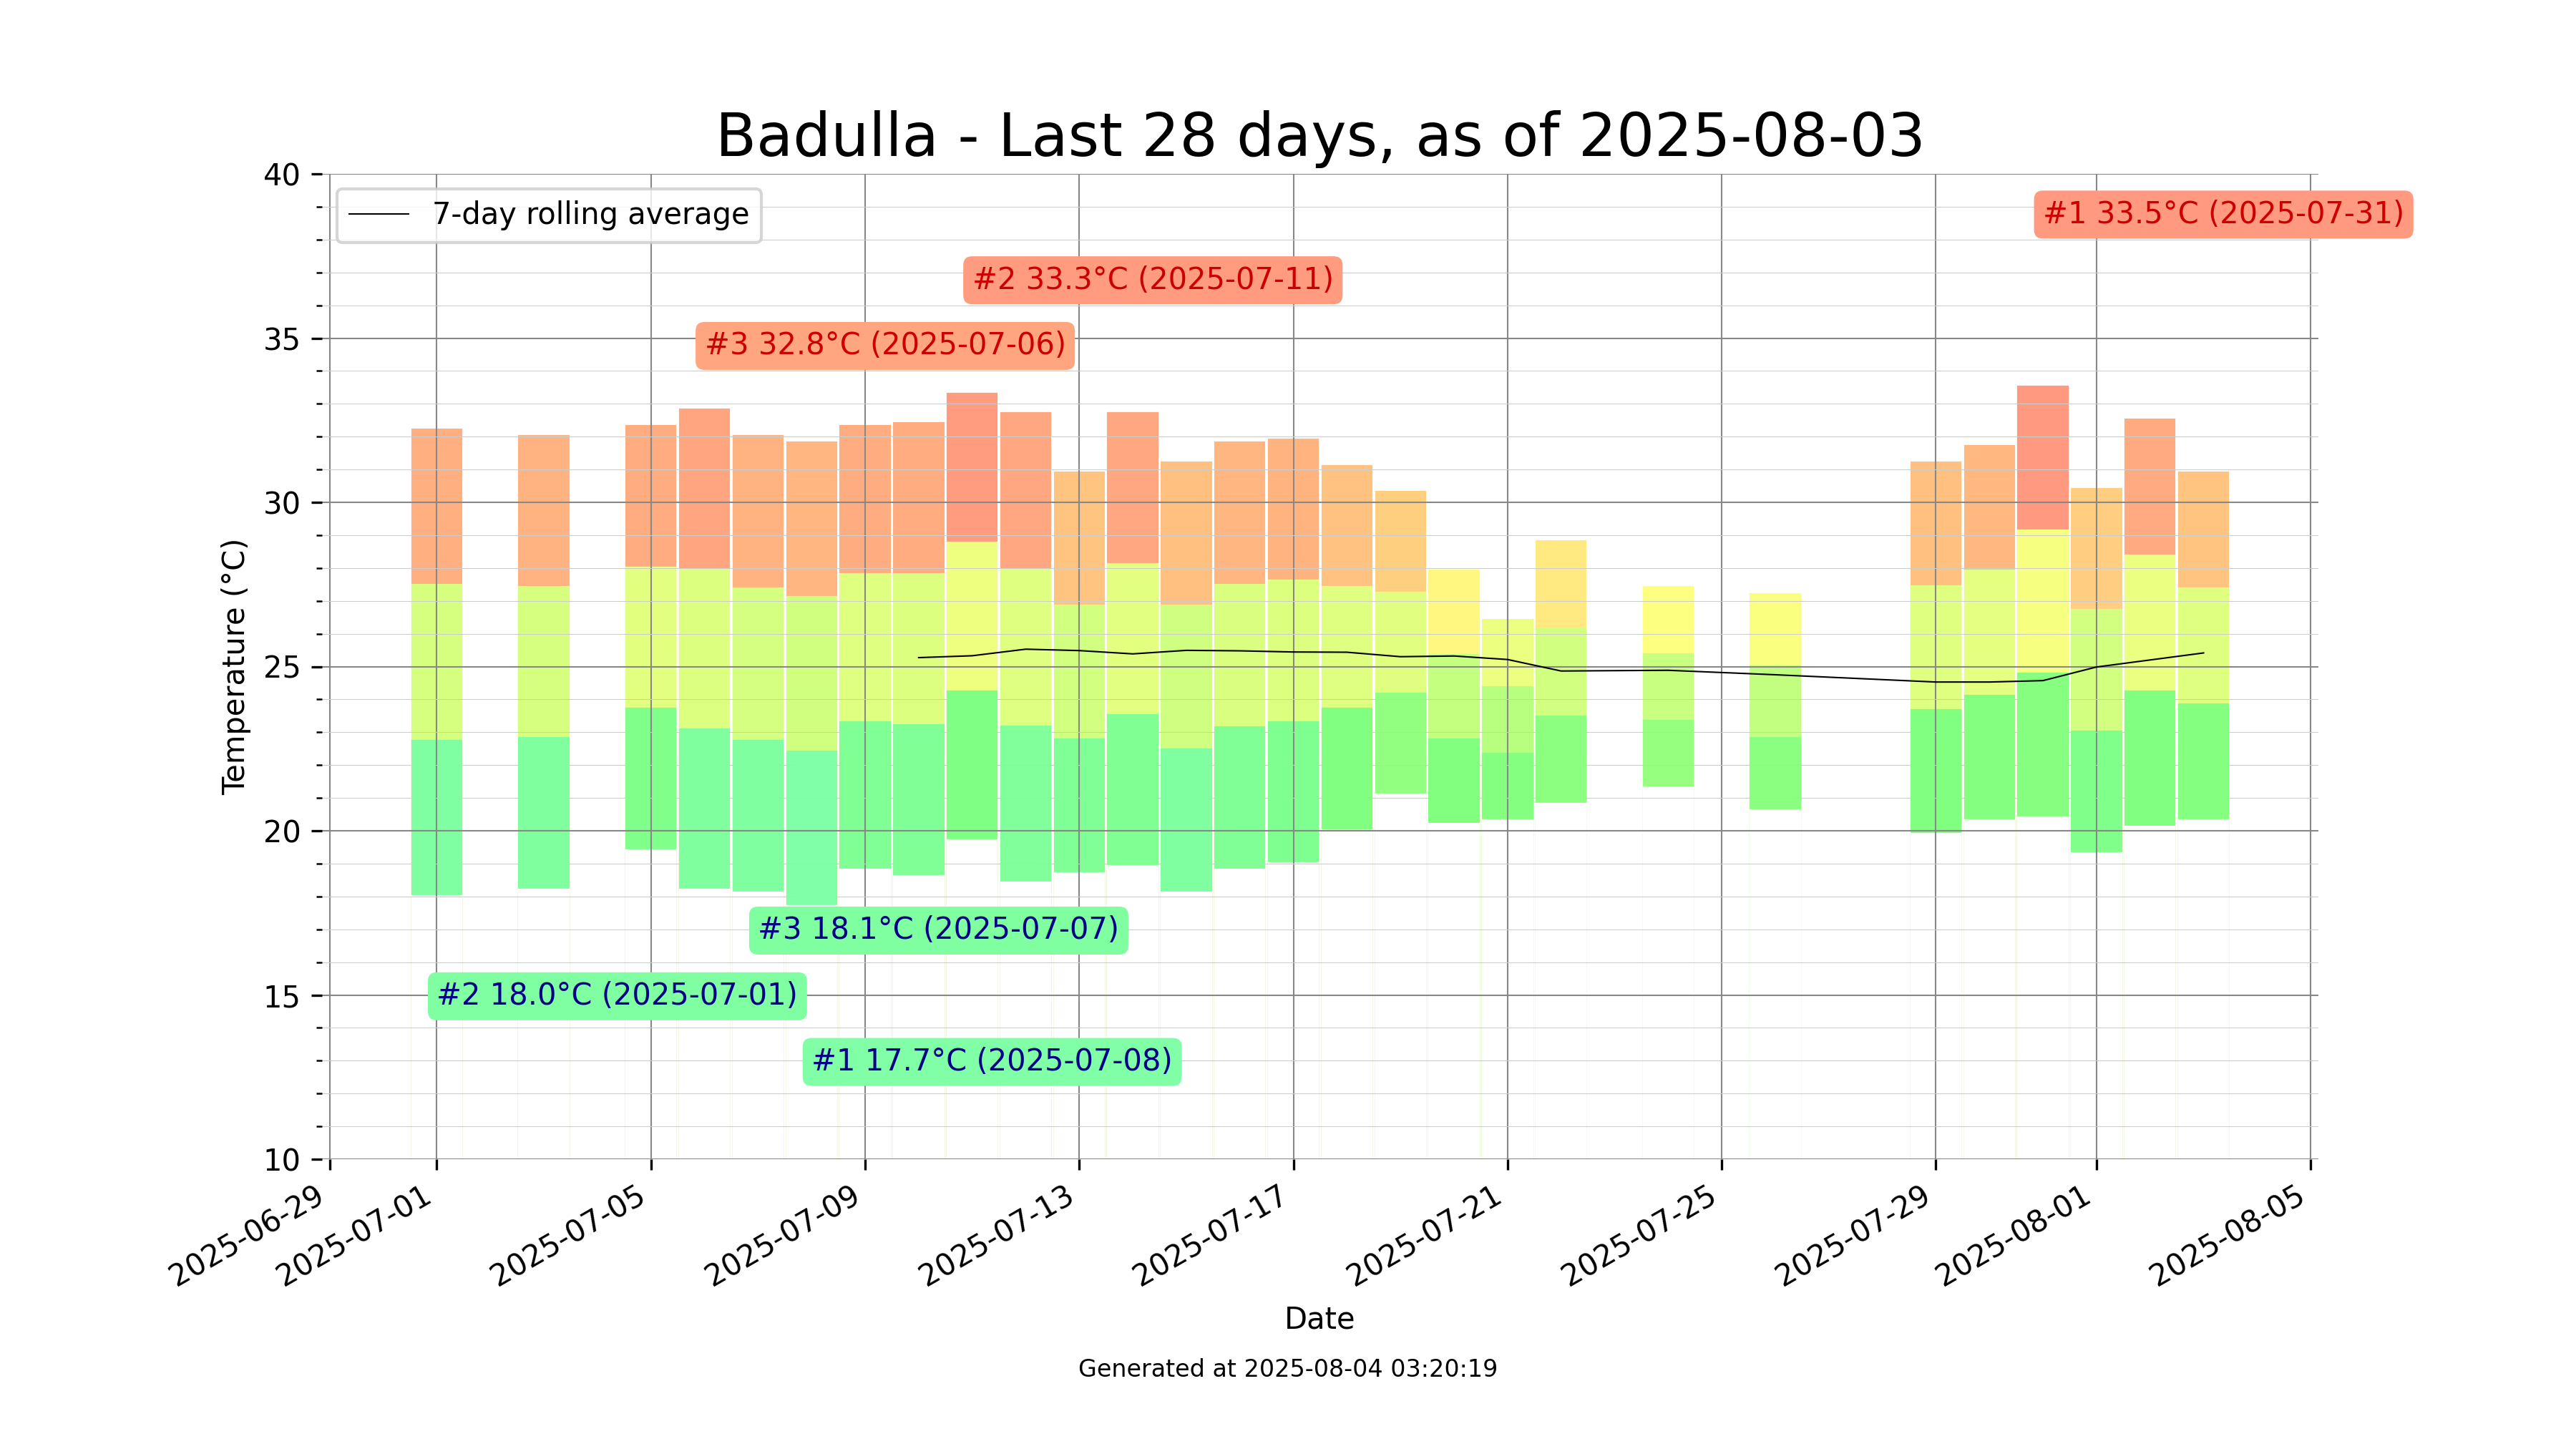 Badulla - Last 28 days, as of 2025-08-03
40
35
30
25
20
15
10
Temperature (°C)
7-day rolling average
#1 33.5°C (2025-07-31)
#2 33.3°C (2025-07-11)
#3 32.8°C (2025-07-06)
#3 18.1°C (2025-07-07)
#2 18.0°C (2025-07-01)
#1 17.7°C (2025-07-08)
2025-06-29
2025-07-01
2025-07-05
2025-07-09
2025-07-13
2025-07-17
2025-07-21
2025-07-25
2025-07-29
2025-08-01
2025-08-05
Date
Generated at 2025-08-04 03:20:19